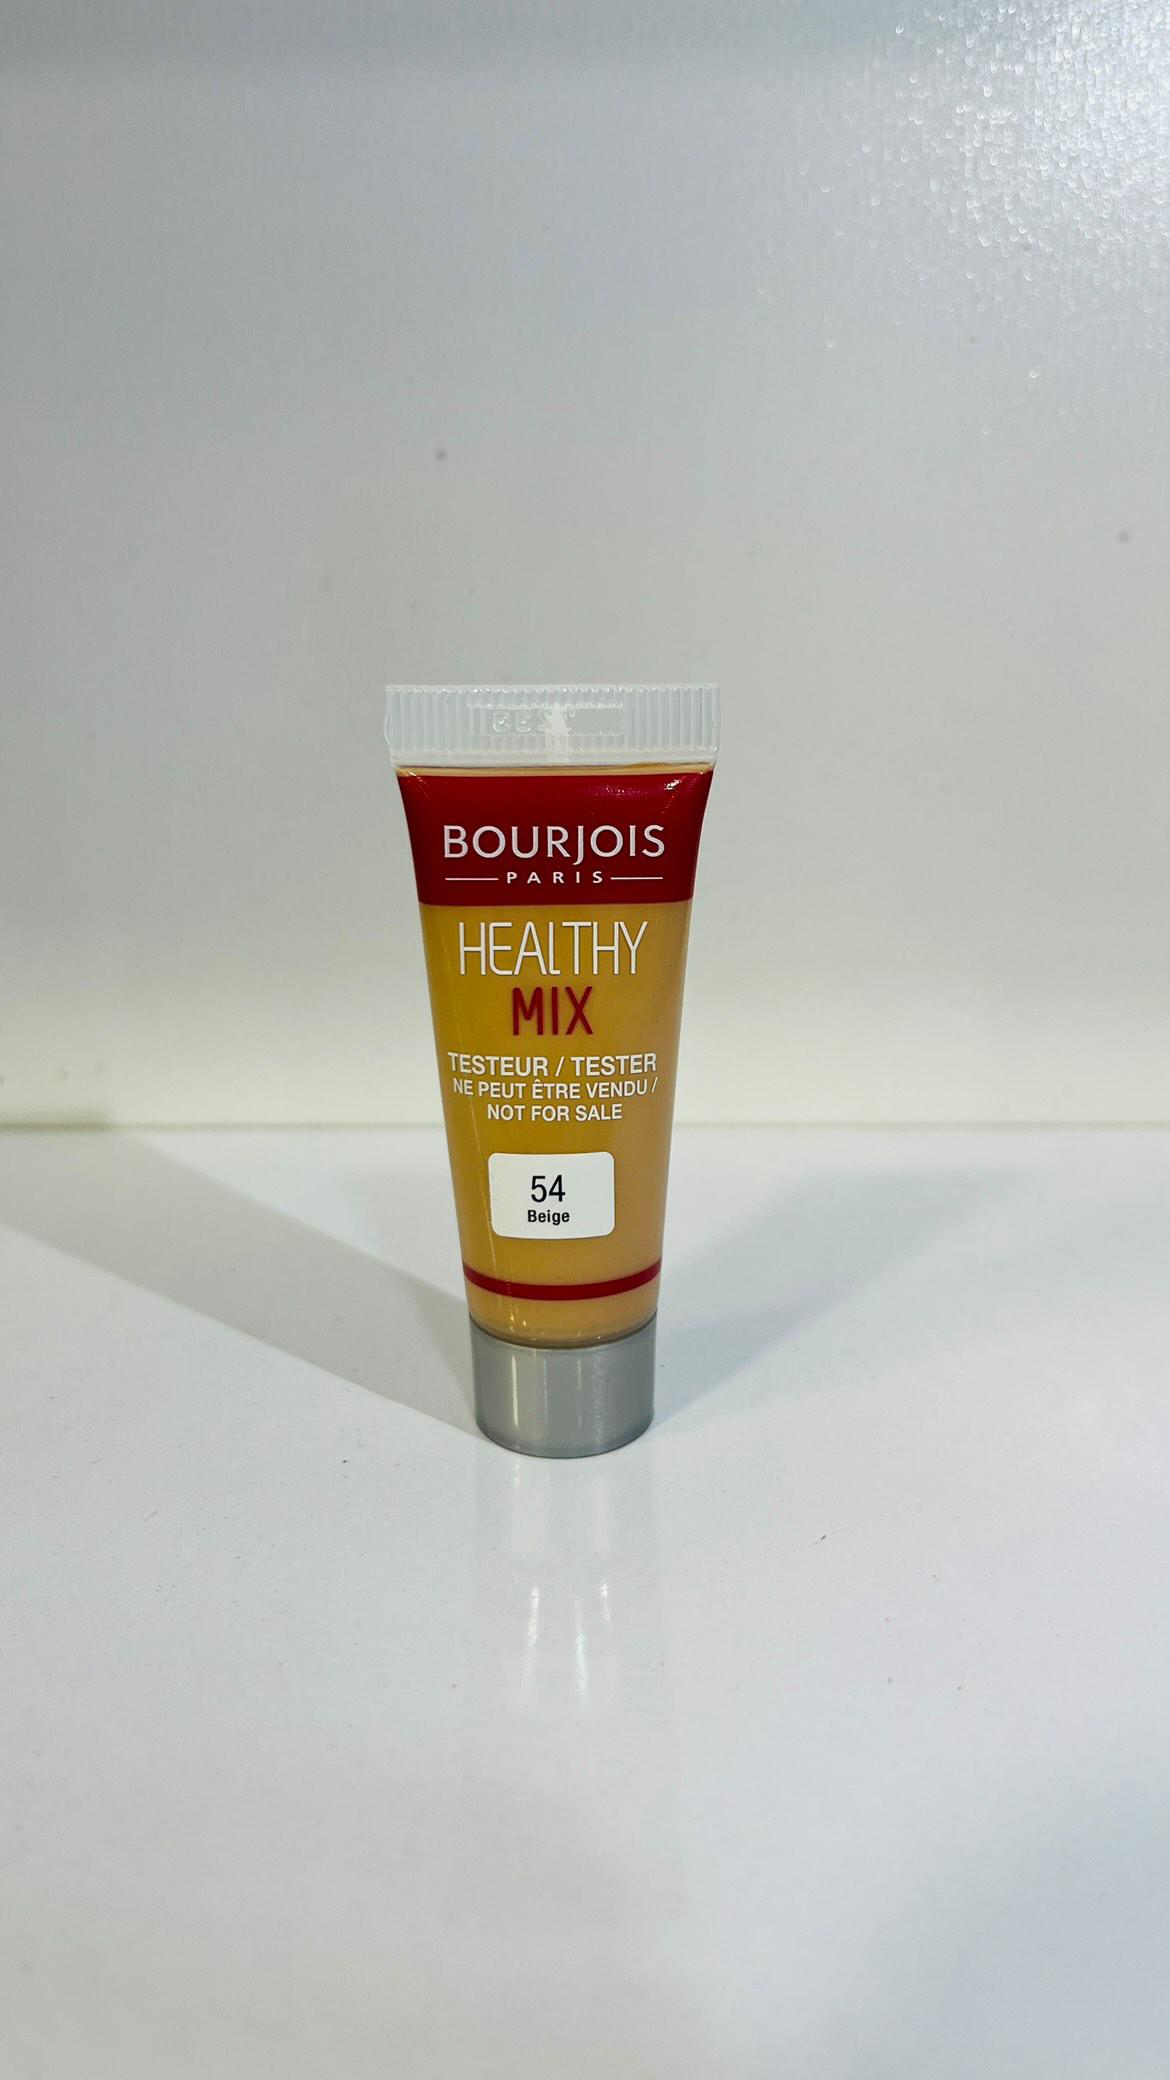 BOURJOIS
PARIS
HEALTHY
MIX
TESTEUR / TESTER
NE PEUT ÊTRE VENDU /
NOT FOR SALE
54
Beige